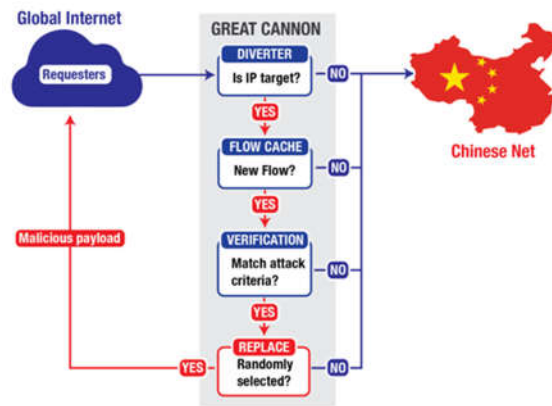 Global Internet
GREAT CANNON
Requesters
DIVERTER
Is IP target?
NO
YES
Chinese Net
FLOW CACHE
New Flow?
NO
YES
Malicious payload
VERIFICATION
Match attack
criteria?
NO
YES
REPLACE
Randomly
selected?
YES
NO